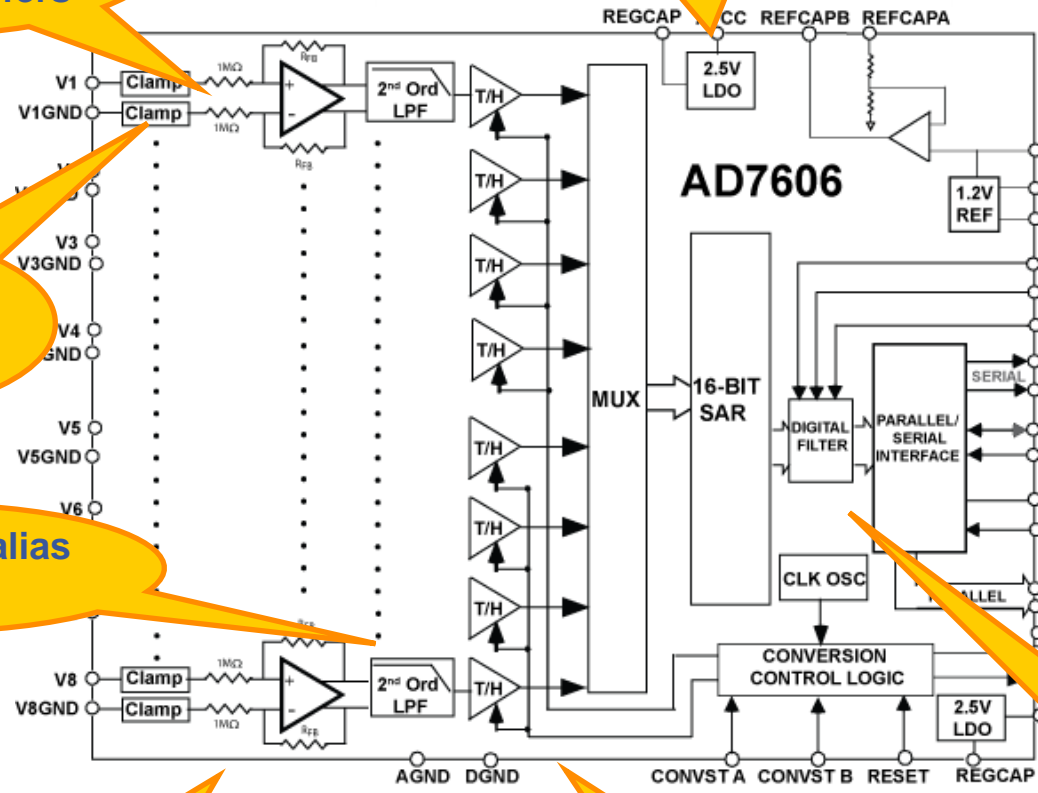 REGCAP
REFCAPB REFCAPA
V1
Clamp
1MΩ
RFB
+
2nd Ord
LPF
T/H
2.5V
LDO
V1GND
Clamp
1MΩ
-
RFB
T/H
AD7606
1.2V
REF
V3
V3GND
T/H
V4
GND
T/H
MUX
16-BIT
SAR
SERIAL
DIGITAL
FILTER
PARALLEL/
SERIAL
INTERFACE
V5
V5GND
T/H
V6
T/H
alias
CLK OSC
T/H
RFB
V8
Clamp
1MΩ
+
2nd Ord
LPF
T/H
CONVERSION
CONTROL LOGIC
V8GND
Clamp
1MΩ
-
RFB
2.5V
LDO
AGND DGND
CONVST A CONVST B RESET REGCAP